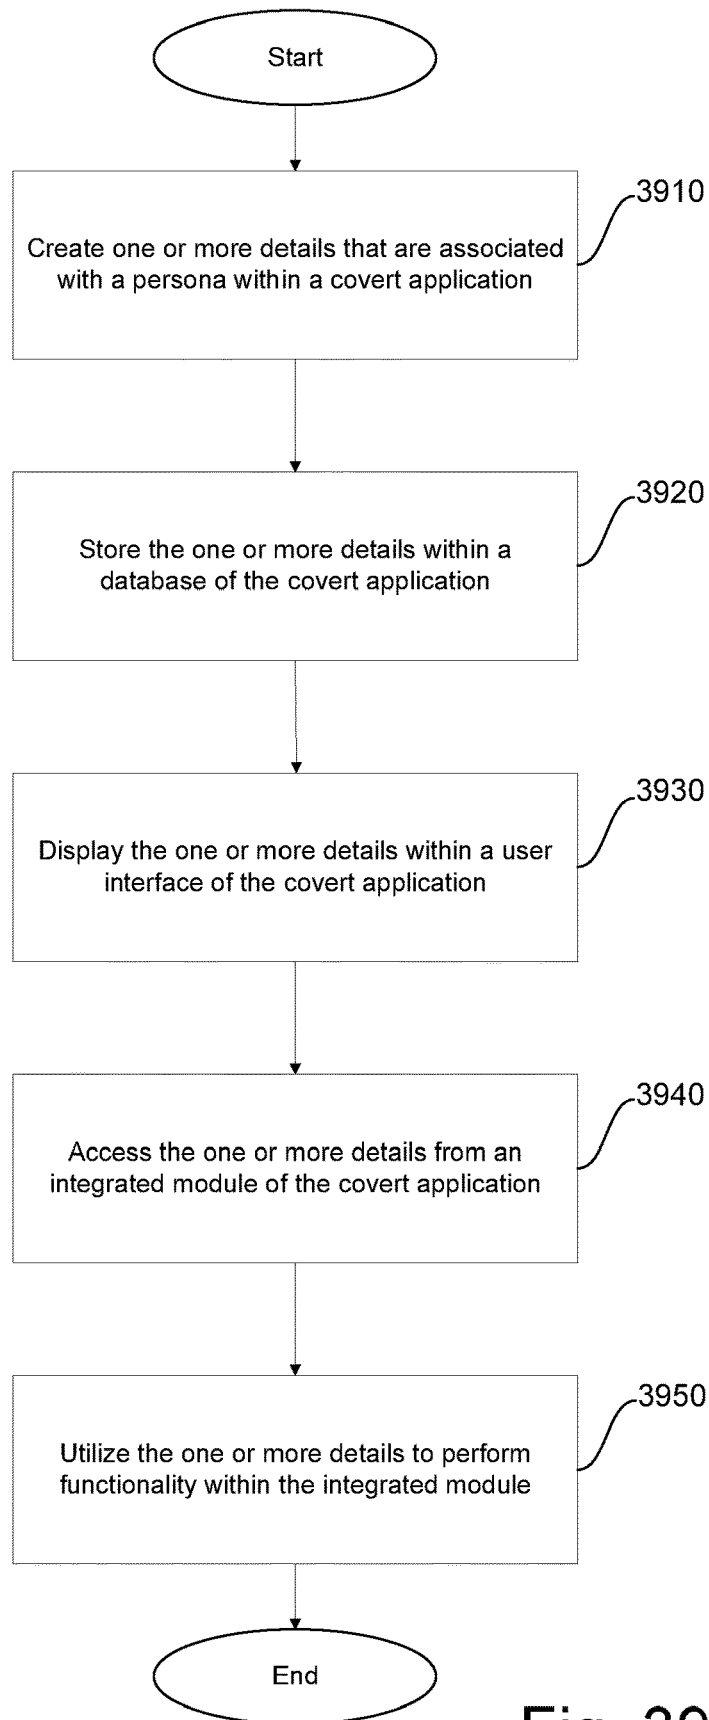 Start
3910
Create one or more details that are associated
with a persona within a covert application
3920
Store the one or more details within a
database of the covert application
3930
Display the one or more details within a user
interface of the covert application
3940
Access the one or more details from an
integrated module of the covert application
3950
Utilize the one or more details to perform
functionality within the integrated module
End
Fig. 39